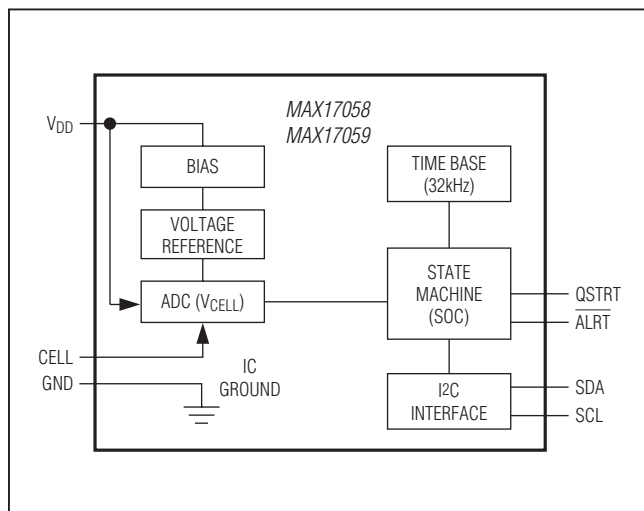 MAX17058
MAX17059
VDD
BIAS
TIME BASE
(32kHz)
VOLTAGE
REFERENCE
ADC (VCELL)
STATE
MACHINE
(SOC)
QSTRT
ALRT
CELL
GND
IC
GROUND
I2C
INTERFACE
SDA
SCL